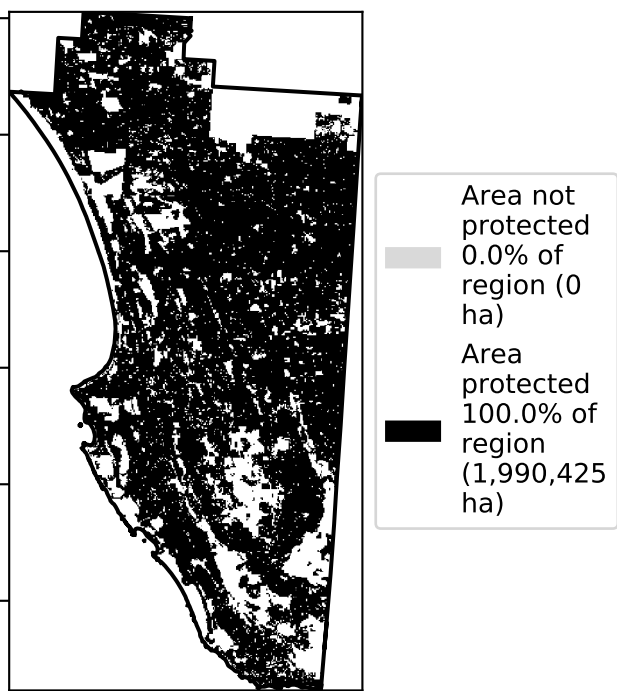 Area not
protected
0.0% of
region (0
ha)
Area
protected
100.0% of
region
(1,990,425
ha)